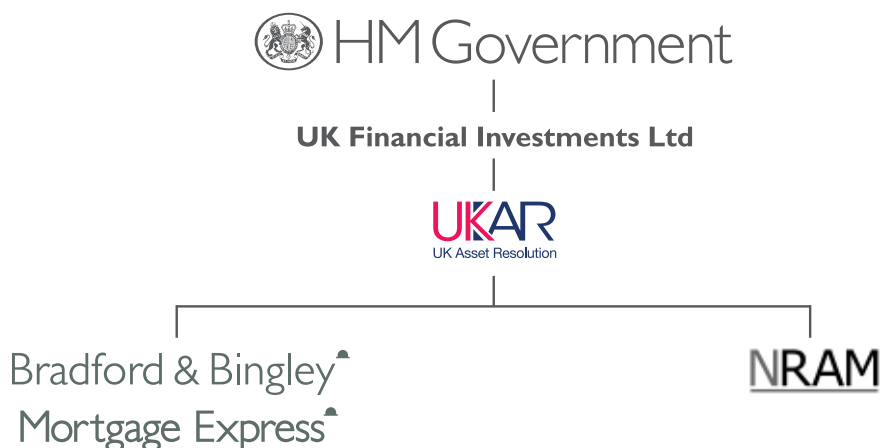 HM Government
UK Financial Investments Ltd
UKAR
UK Asset Resolution
Bradford & Bingley
Mortgage Express
NRAM